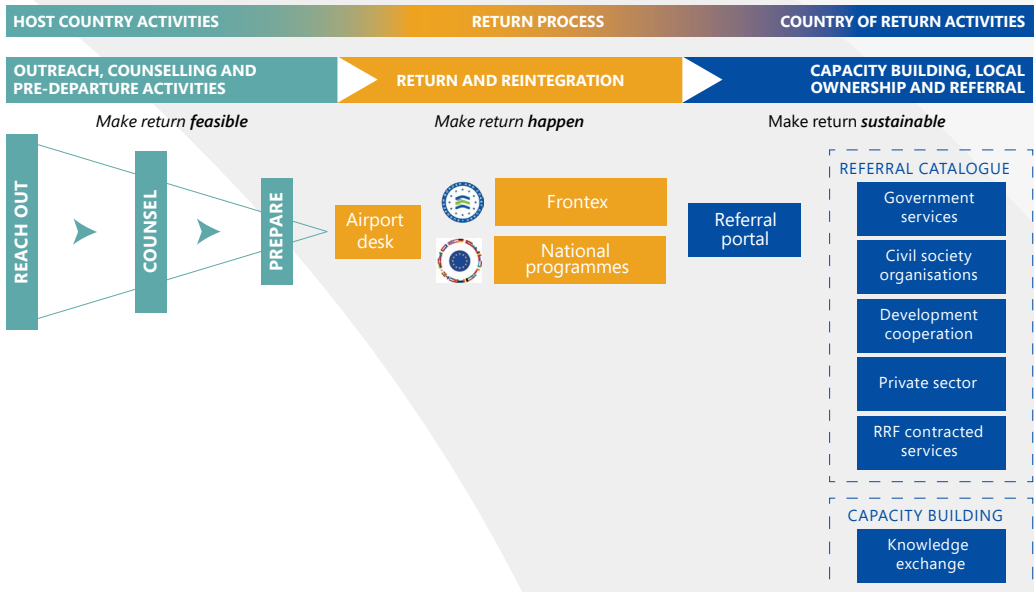 HOST COUNTRY ACTIVITIES
RETURN PROCESS
COUNTRY OF RETURN ACTIVITIES
OUTREACH, COUNSELLING AND
PRE-DEPARTURE ACTIVITIES
RETURN AND REINTEGRATION
CAPACITY BUILDING, LOCAL
OWNERSHIP AND REFERRAL
Make return feasible
Make return happen
Make return sustainable
REACH OUT
COUNSEL
PREPARE
Airport
desk
Frontex
National
programmes
Referral
portal
REFERRAL CATALOGUE
Government
services
Civil society
organisations
Development
cooperation
Private sector
RRF contracted
services
CAPACITY BUILDING
Knowledge
exchange